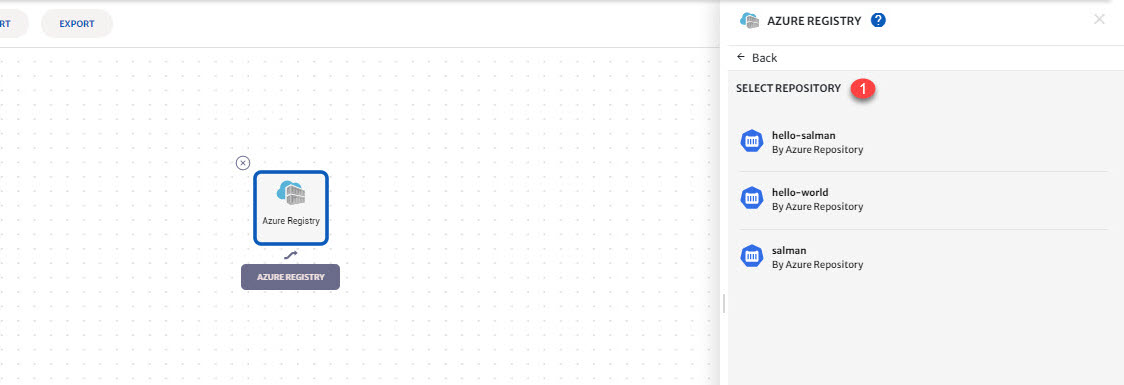 RT
EXPORT
AZURE REGISTRY ?
Back
SELECT REPOSITORY 1
hello-salman
By Azure Repository
hello-world
By Azure Repository
salman
By Azure Repository
Azure Registry
AZURE REGISTRY